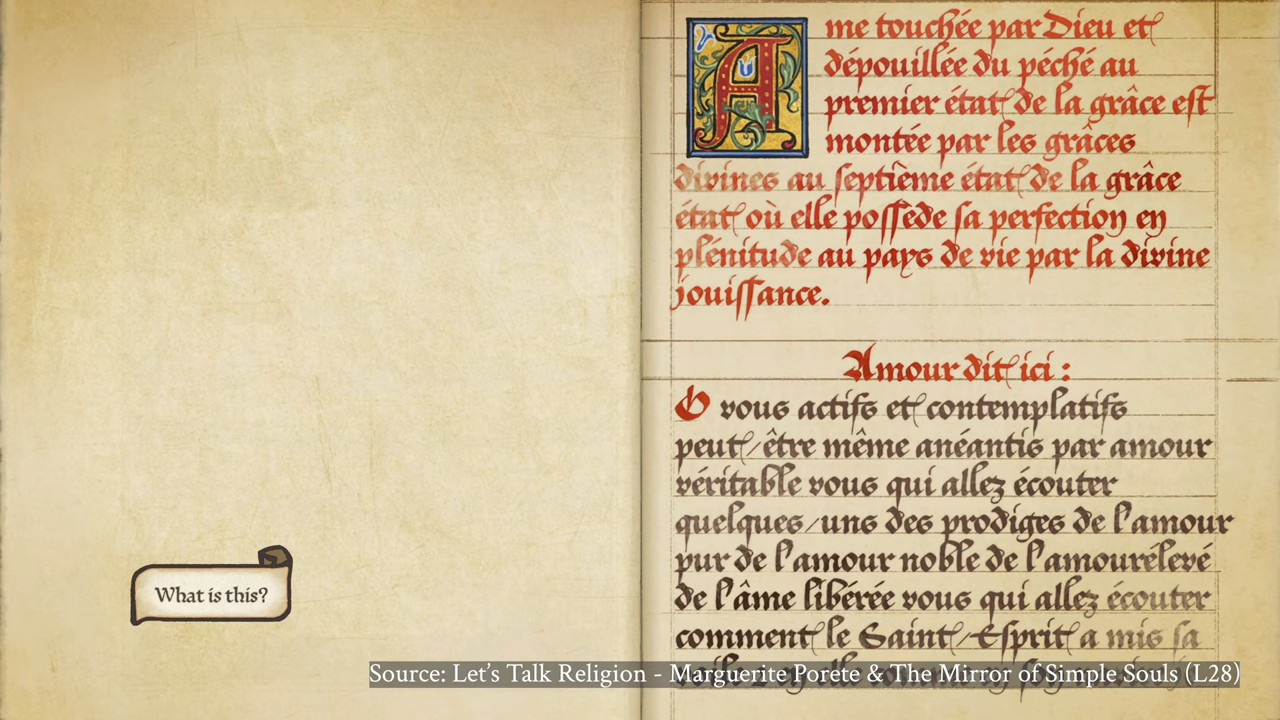 What is this?
Ame touchée par Dieu et
dépouillée du péché au
premier état de la grâce est
montée par les grâces
divines au septième état de la grâce
état où elle possède sa perfection en
plénitude au pays de vie par la divine
jouissance.
Amour dit ici :
O vous actifs et contemplatifs
peut-être même anéantis par amour
véritable vous qui allez écouter
quelques-uns des prodiges de l'amour
pur de l'amour noble de l'amourélevé
de l'âme libérée vous qui allez écouter
comment le Saint-Esprit a mis sa
voile elle
Source: Let's Talk Religion - Marguerite Porete & The Mirror of Simple Souls (L28)